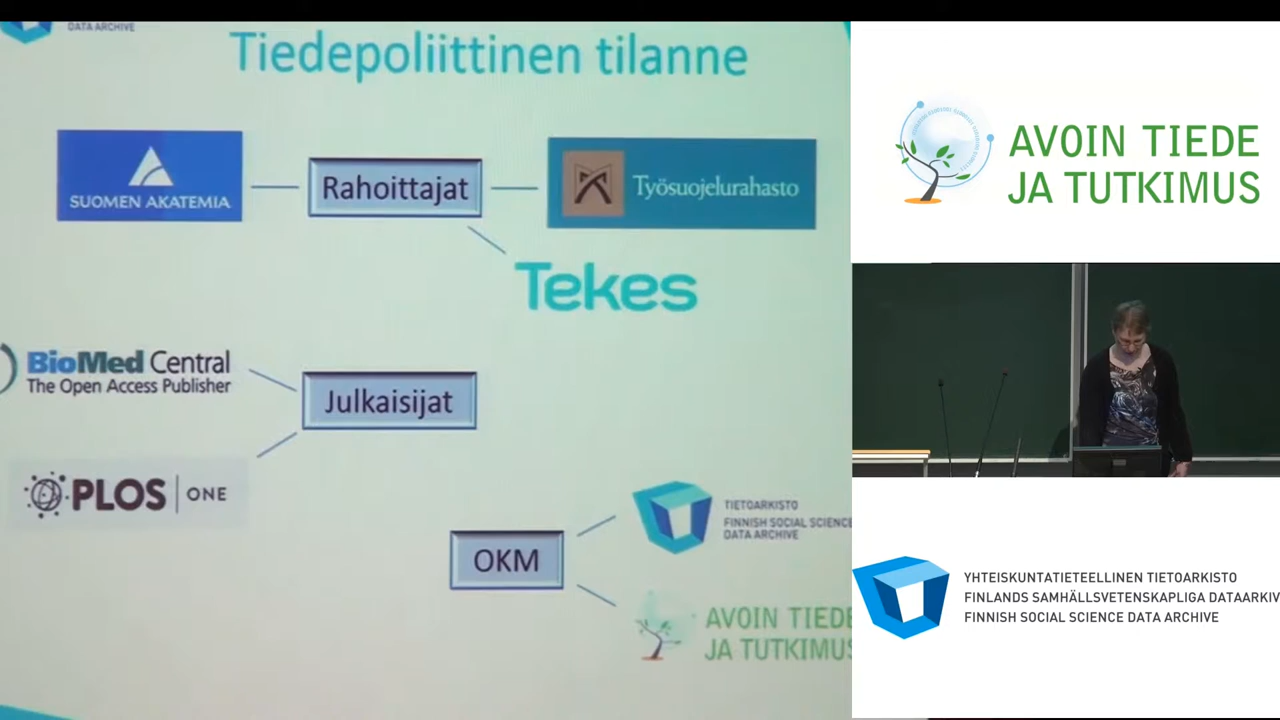 DATA ARCHIVE
Tiedepoliittinen tilanne
SUOMEN AKATEMIA
Rahoittajat
Työsuojelurahasto
Tekes
BioMed Central
The Open Access Publisher
Julkaisijat
PLOS ONE
OKM
TIETOARKISTO
FINNISH SOCIAL SCIENCE
DATA ARCHIVE
AVOIN TIEDE
JA TUTKIMUS
AVOIN TIEDE
JA TUTKIMUS
YHTEISKUNTATIETEELLINEN TIETOARKISTO
FINLANDS SAMHÄLLSVETENSKAPLIGA DATAARKIV
FINNISH SOCIAL SCIENCE DATA ARCHIVE